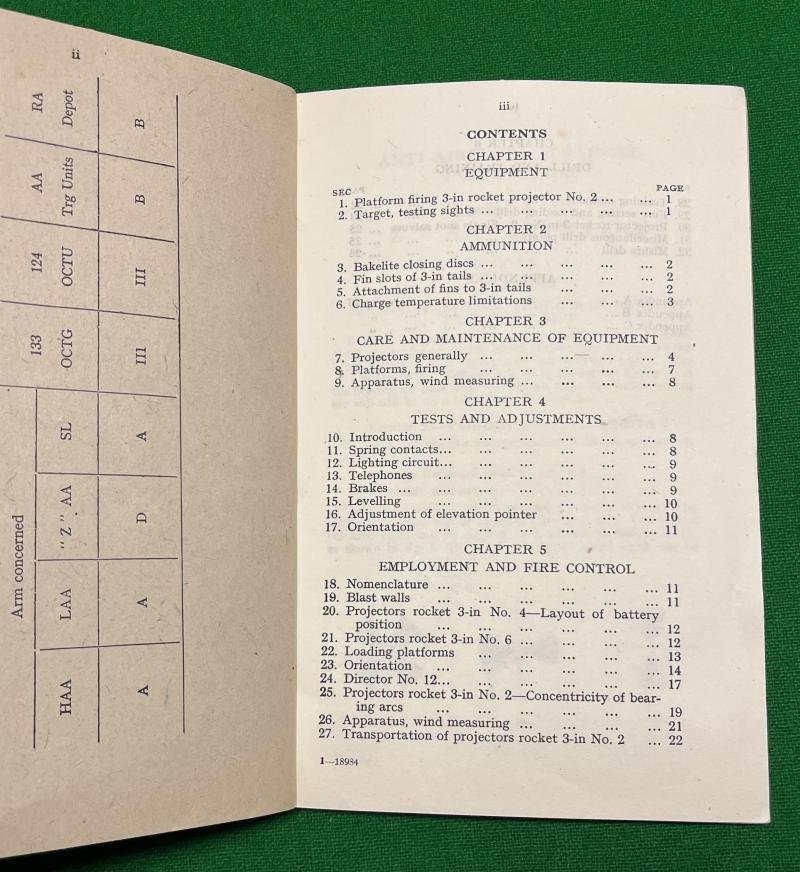 ii
Arm concerned
HAA LAA "Z" AA SL 133 OCTG 124 OCTU AA Trg Units RA Depot
A A D A III III B B
iii
CONTENTS
CHAPTER 1
EQUIPMENT
SEC PAGE
1. Platform firing 3-in rocket projector No. 2 ... ... 1
2. Target, testing sights ... ... ... ... ... 1
CHAPTER 2
AMMUNITION
3. Bakelite closing discs ... ... ... ... ... 2
4. Fin slots of 3-in tails ... ... ... ... ... 2
5. Attachment of fins to 3-in tails ... ... ... 2
6. Charge temperature limitations ... ... ... 3
CHAPTER 3
CARE AND MAINTENANCE OF EQUIPMENT
7. Projectors generally ... ... ... ... ... 4
8. Platforms, firing ... ... ... ... ... 7
9. Apparatus, wind measuring ... ... ... ... 8
CHAPTER 4
TESTS AND ADJUSTMENTS
10. Introduction ... ... ... ... ... 8
11. Spring contacts... ... ... ... ... ... 8
12. Lighting circuit... ... ... ... ... ... 9
13. Telephones ... ... ... ... ... ... 9
14. Brakes ... ... ... ... ... ... ... 9
15. Levelling ... ... ... ... ... ... 10
16. Adjustment of elevation pointer ... ... ... 10
17. Orientation ... ... ... ... ... ... 11
CHAPTER 5
EMPLOYMENT AND FIRE CONTROL
18. Nomenclature ... ... ... ... ... ... 11
19. Blast walls ... ... ... ... ... ... 11
20. Projectors rocket 3-in No. 4—Layout of battery
position ... ... ... ... ... ... 12
21. Projectors rocket 3-in No. 6 ... ... ... ... 12
22. Loading platforms ... ... ... ... ... 13
23. Orientation ... ... ... ... ... ... 14
24. Director No. 12... ... ... ... ... ... 17
25. Projectors rocket 3-in No. 2—Concentricity of bear-
ing arcs ... ... ... ... ... ... 19
26. Apparatus, wind measuring ... ... ... ... 21
27. Transportation of projectors rocket 3-in No. 2 ... 22
1—18984